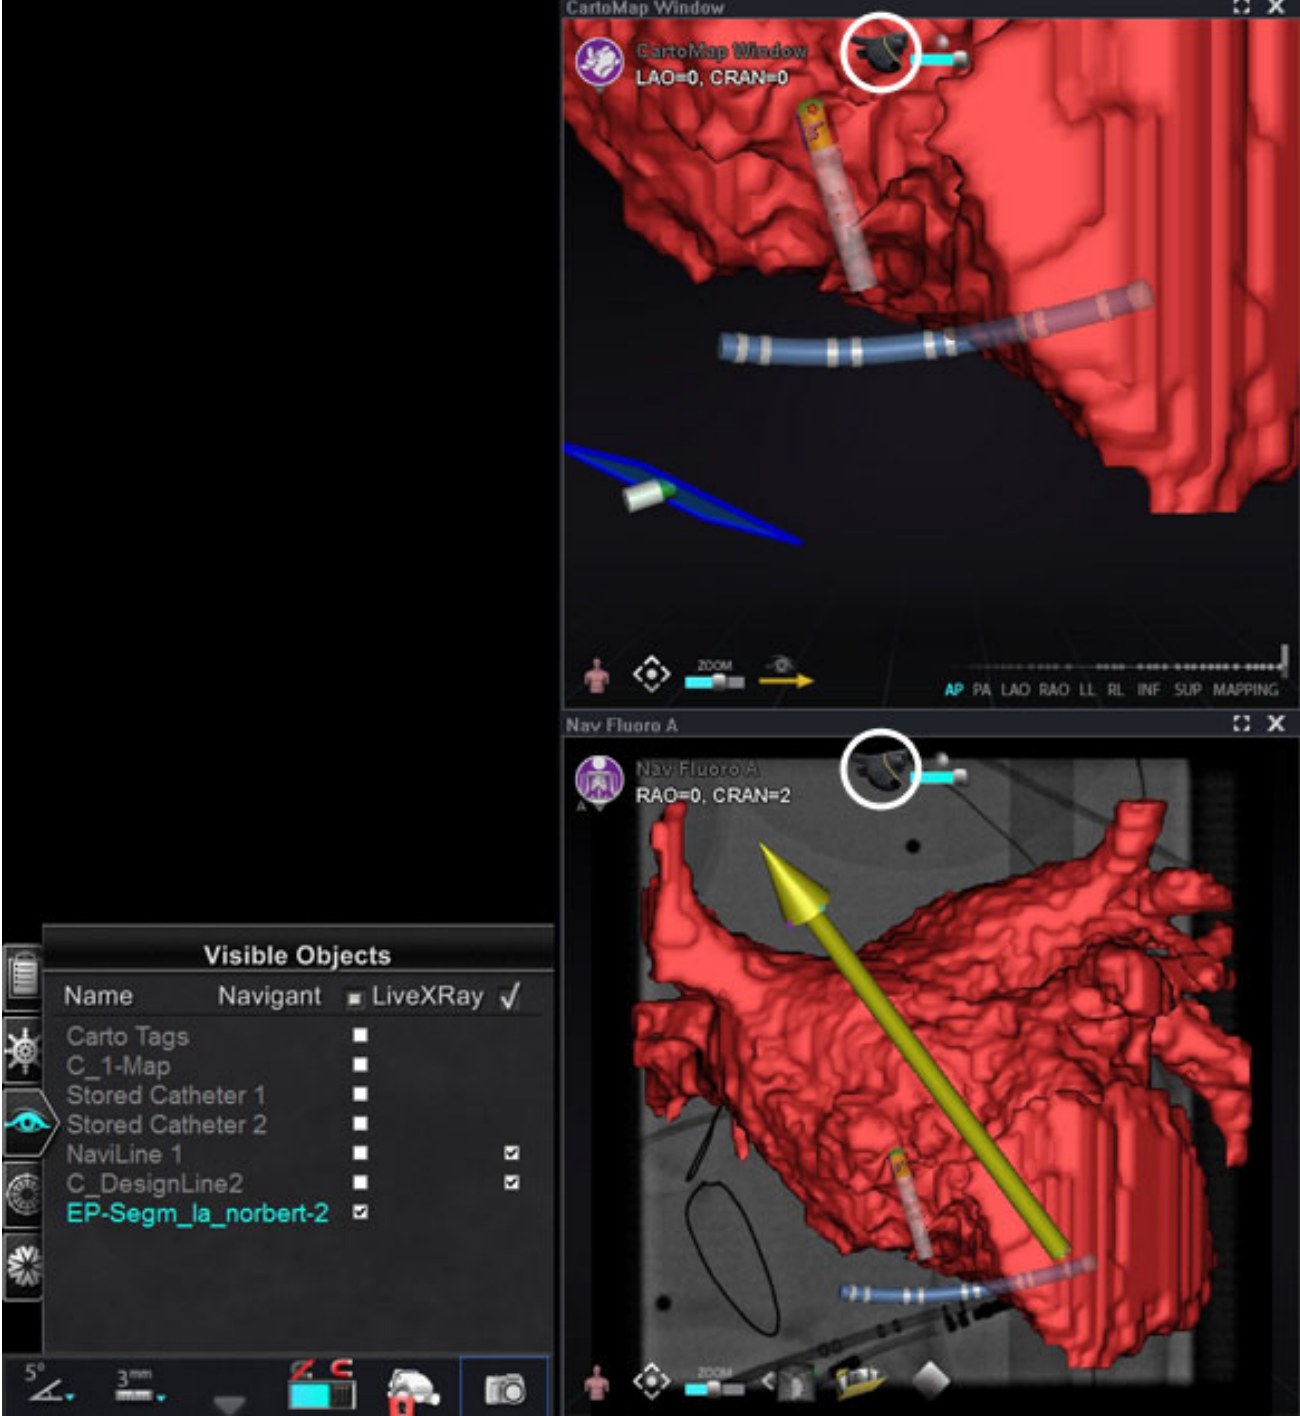 CartoMap Window
CartoMap Window
LAO=0, CRAN=0
ZOOM
AP PA LAO RAO LL RL INF SUP MAPPING
Nav Fluoro A
Nav Fluoro A
A
RAO=0, CRAN=2
ZOOM
Visible Objects
Name Navigant LiveXRay
Carto Tags
C_1-Map
Stored Catheter 1
Stored Catheter 2
NaviLine 1
C_DesignLine2
EP-Segm_la_norbert-2
5°
3mm